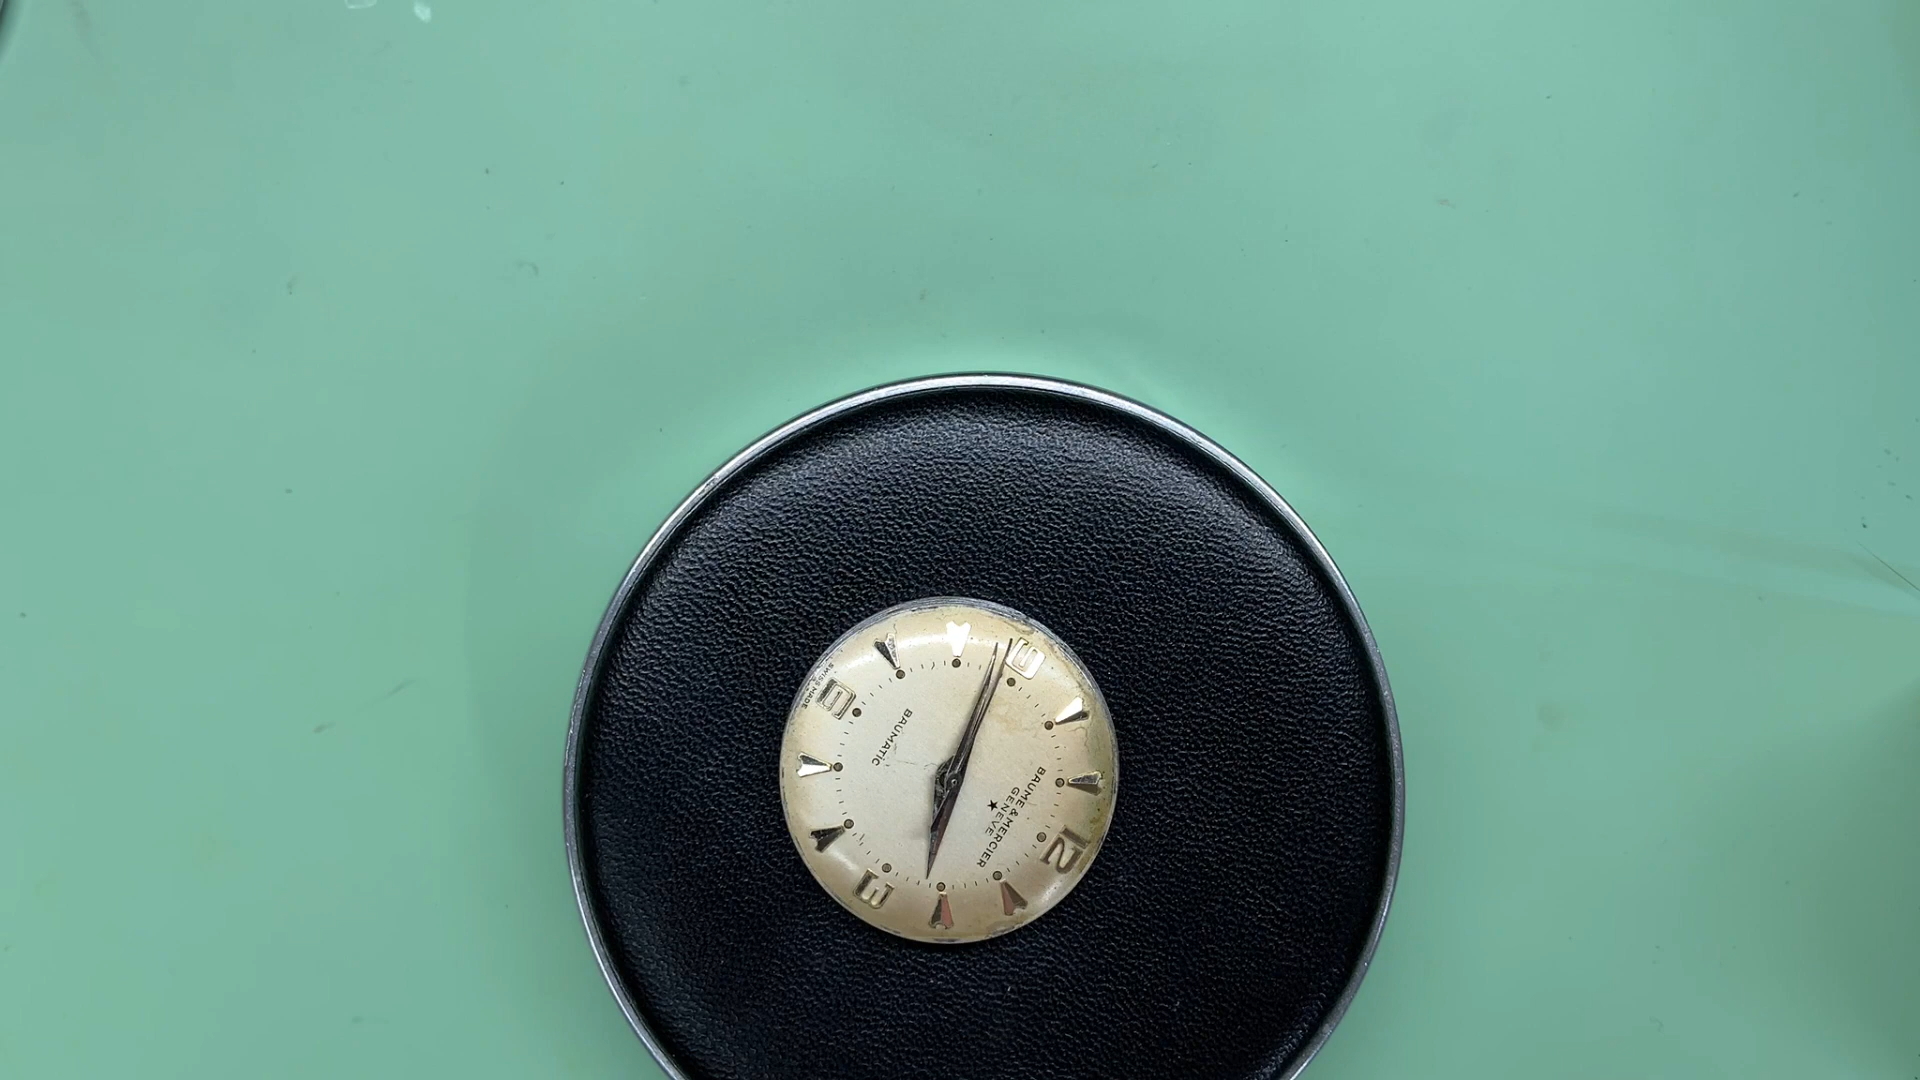 12
BAUME & MERCIER
GENEVE
9
3
BAUMATIC
6
SWISS MADE